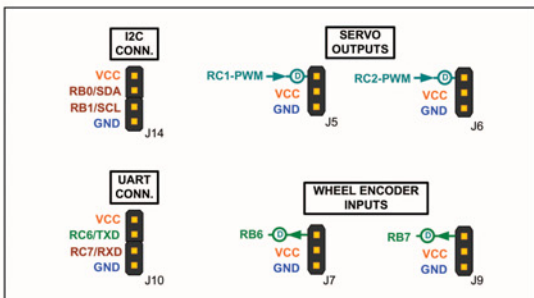 I2C
CONN.
VCC
RB0/SDA
RB1/SCL
GND
J14
SERVO
OUTPUTS
RC1-PWM D
VCC
GND
J5
RC2-PWM D
VCC
GND
J6
UART
CONN.
VCC
RC6/TXD
RC7/RXD
GND
J10
WHEEL ENCODER
INPUTS
RB6 D
VCC
GND
J7
RB7 D
VCC
GND
J9